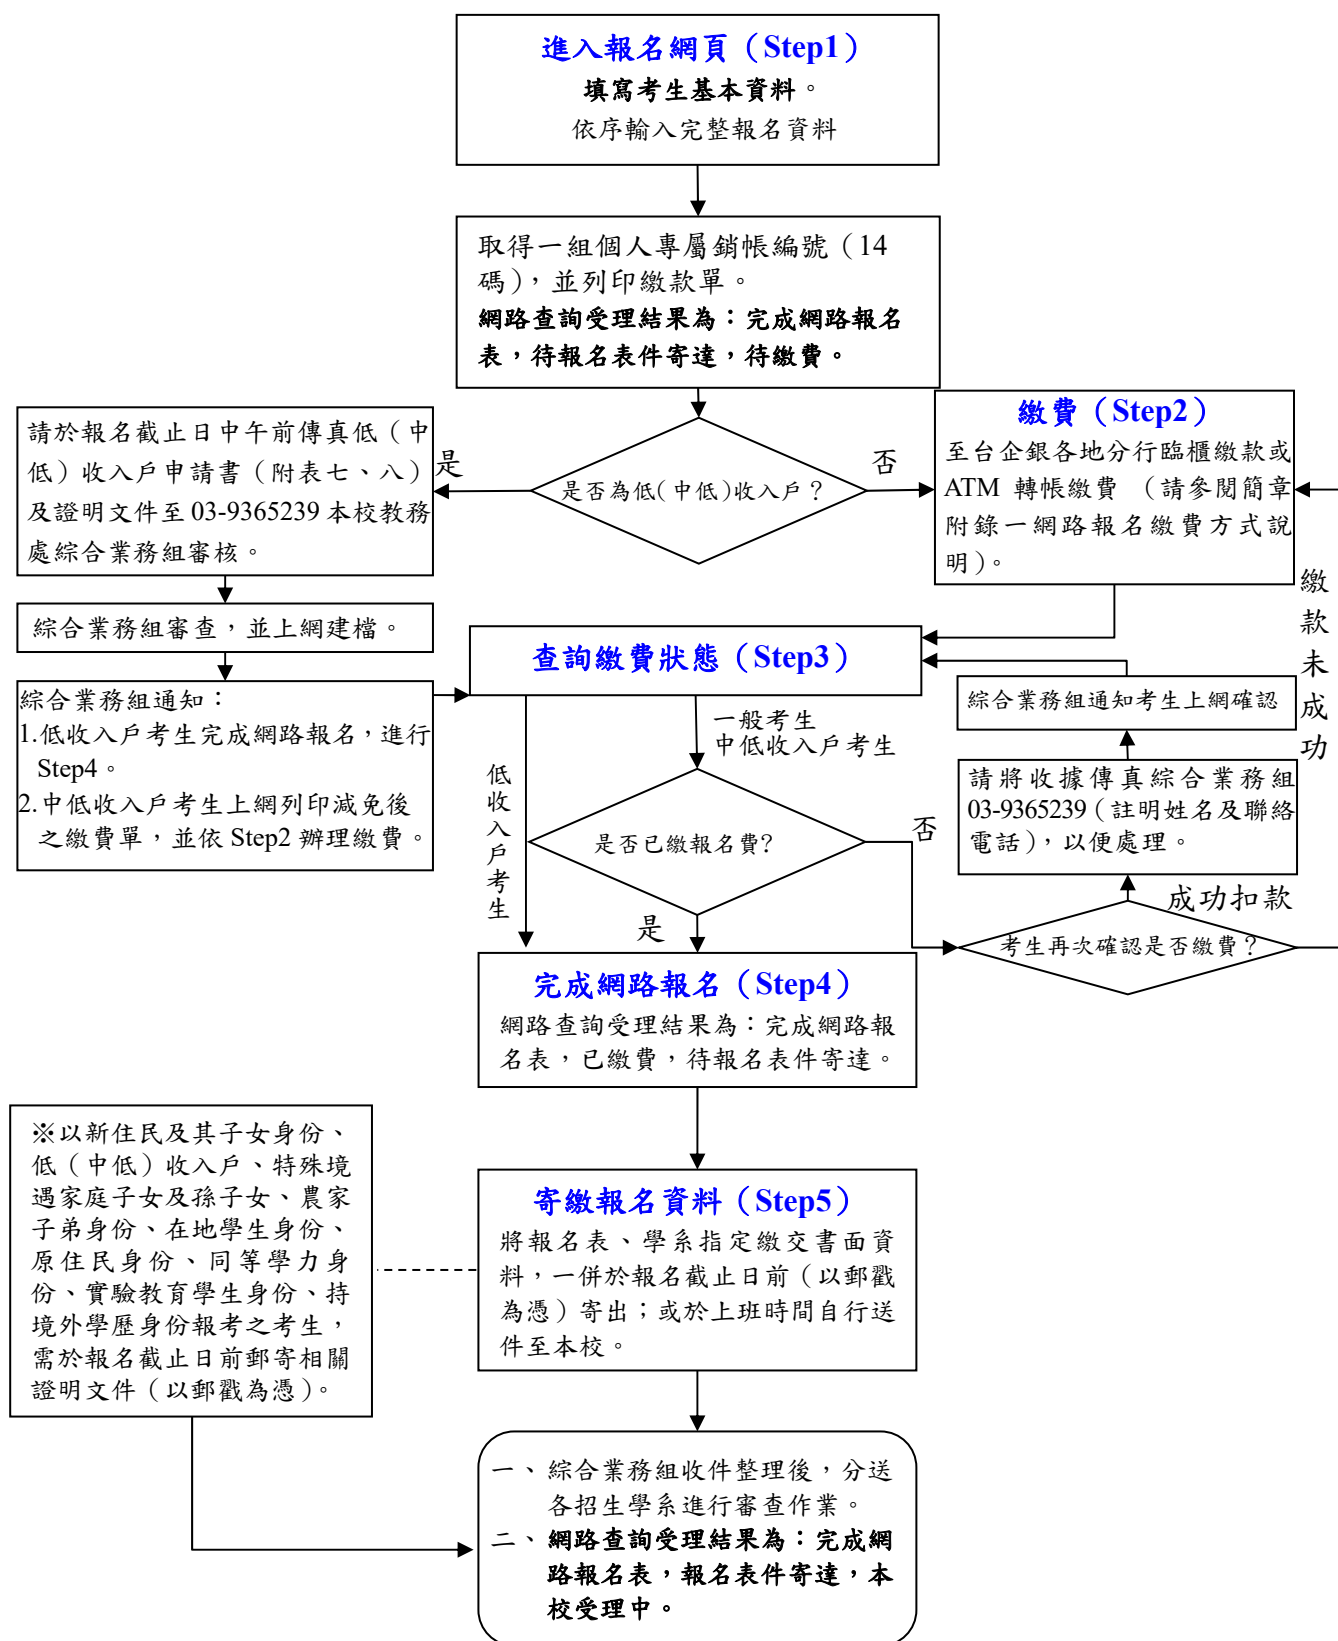 進入報名網頁（Step1）
填寫考生基本資料。
依序輸入完整報名資料
取得一組個人專屬銷帳編號（14
碼），並列印繳款單。
網路查詢受理結果為：完成網路報名
表，待報名表件寄達，待繳費。
是否為低(中低)收入戶？
是
否
請於報名截止日中午前傳真低（中
低）收入戶申請書（附表七、八）
及證明文件至 03-9365239 本校教務
處綜合業務組審核。
綜合業務組審查，並上網建檔。
綜合業務組通知：
1.低收入戶考生完成網路報名，進行
Step4。
2.中低收入戶考生上網列印減免後
之繳費單，並依 Step2 辦理繳費。
繳費（Step2）
至台企銀各地分行臨櫃繳款或
ATM 轉帳繳費 （請參閱簡章
附錄一網路報名繳費方式說
明）。
查詢繳費狀態（Step3）
一般考生
中低收入戶考生
低收入戶考生
是否已繳報名費?
是
否
綜合業務組通知考生上網確認
請將收據傳真綜合業務組
03-9365239（註明姓名及聯絡
電話），以便處理。
成功扣款
考生再次確認是否繳費？
繳款未成功
完成網路報名（Step4）
網路查詢受理結果為：完成網路報
名表，已繳費，待報名表件寄達。
寄繳報名資料（Step5）
將報名表、學系指定繳交書面資
料，一併於報名截止日前（以郵戳
為憑）寄出；或於上班時間自行送
件至本校。
※以新住民及其子女身份、
低（中低）收入戶、特殊境
遇家庭子女及孫子女、農家
子弟身份、在地學生身份、
原住民身份、同等學力身
份、實驗教育學生身份、持
境外學歷身份報考之考生，
需於報名截止日前郵寄相關
證明文件（以郵戳為憑）。
一、綜合業務組收件整理後，分送
各招生學系進行審查作業。
二、網路查詢受理結果為：完成網
路報名表，報名表件寄達，本
校受理中。